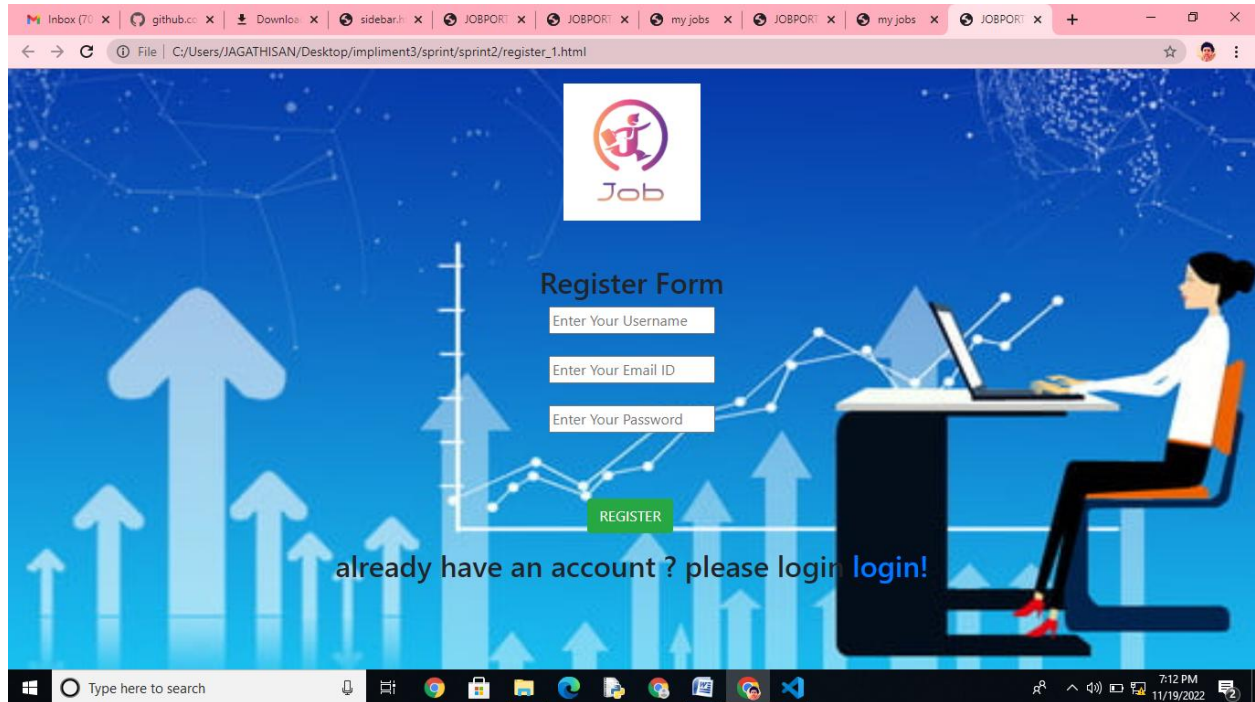 Inbox (70
github.co
Downloa
sidebar.h
JOBPORT
JOBPORT
my jobs
JOBPORT
my jobs
JOBPORT
File | C:/Users/JAGATHISAN/Desktop/impliment3/sprint/sprint2/register_1.html
Job
Register Form
Enter Your Username
Enter Your Email ID
Enter Your Password
REGISTER
already have an account ? please login login!
Type here to search
7:12 PM
11/19/2022
2